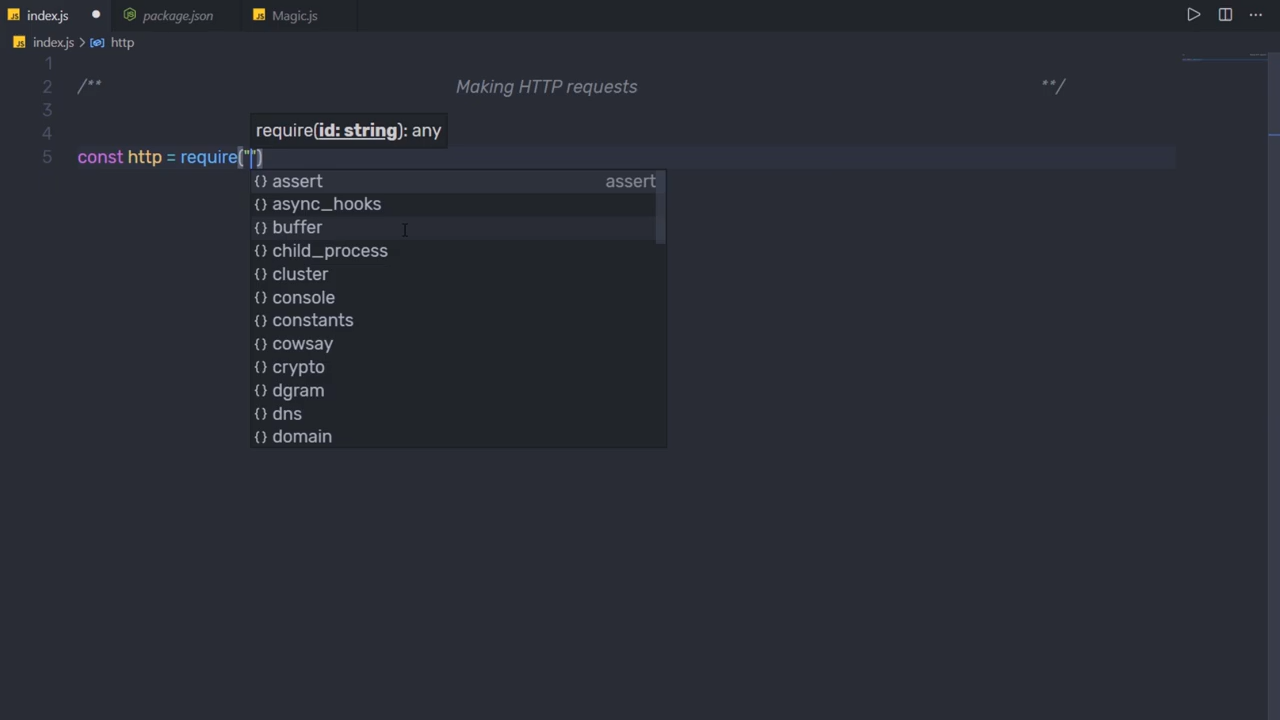 index.js package.json Magic.js
index.js http
1
2 /** Making HTTP requests **/
3
4
require(id: string): any
5 const http = require("")
{} assert assert
{} async_hooks
{} buffer
{} child_process
{} cluster
{} console
{} constants
{} cowsay
{} crypto
{} dgram
{} dns
{} domain